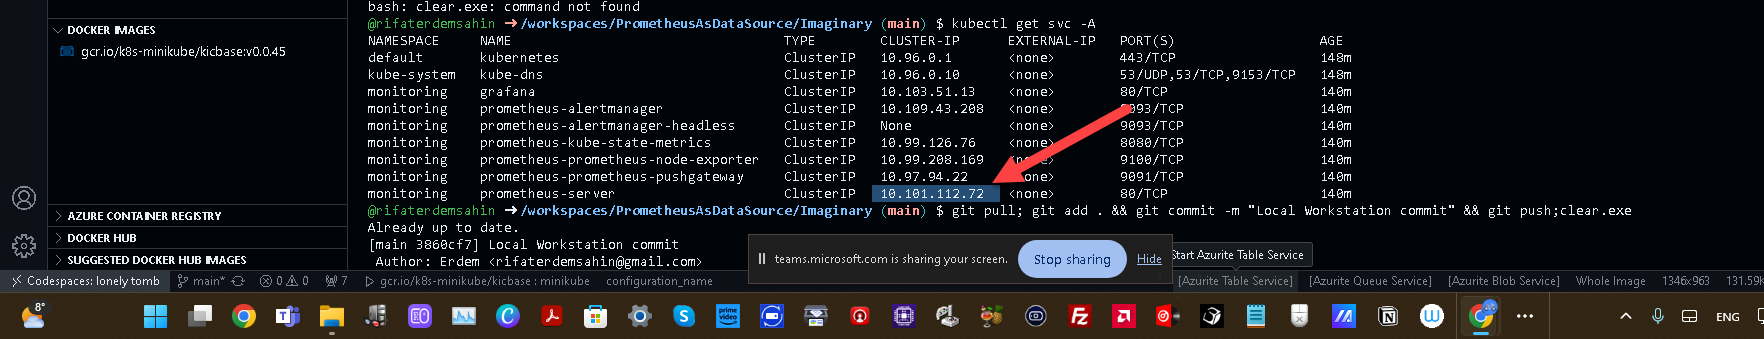 bash: clear.exe: command not found
@rifaterdemsahin ➜/workspaces/PrometheusAsDataSource/Imaginary (main) $ kubectl get svc -A
NAMESPACE NAME TYPE CLUSTER-IP EXTERNAL-IP PORT(S) AGE
default kubernetes ClusterIP 10.96.0.1 <none> 443/TCP 148m
kube-system kube-dns ClusterIP 10.96.0.10 <none> 53/UDP,53/TCP,9153/TCP 148m
monitoring grafana ClusterIP 10.103.51.13 <none> 80/TCP 140m
monitoring prometheus-alertmanager ClusterIP 10.109.43.208 <none> 9093/TCP 140m
monitoring prometheus-alertmanager-headless ClusterIP None <none> 9093/TCP 140m
monitoring prometheus-kube-state-metrics ClusterIP 10.99.126.76 <none> 8080/TCP 140m
monitoring prometheus-prometheus-node-exporter ClusterIP 10.99.208.169 <none> 9100/TCP 140m
monitoring prometheus-prometheus-pushgateway ClusterIP 10.97.94.22 <none> 9091/TCP 140m
monitoring prometheus-server ClusterIP 10.101.112.72 <none> 80/TCP 140m
@rifaterdemsahin ➜/workspaces/PrometheusAsDataSource/Imaginary (main) $ git pull; git add . && git commit -m "Local Workstation commit" && git push;clear.exe
Already up to date.
[main 3860cf7] Local Workstation commit
Author: Erdem <rifaterdemsahin@gmail.com>
DOCKER IMAGES
gcr.io/k8s-minikube/kicbase:v0.0.45
AZURE CONTAINER REGISTRY
DOCKER HUB
SUGGESTED DOCKER HUB IMAGES
teams.microsoft.com is sharing your screen.
Stop sharing
Hide
Start Azurite Table Service
Codespaces: lonely tomb
main*
0 0
7
gcr.io/k8s-minikube/kicbase : minikube
configuration_name
[Azurite Table Service]
[Azurite Queue Service]
[Azurite Blob Service]
Whole Image
1346x963
131.59K
8°
prime video
ENG